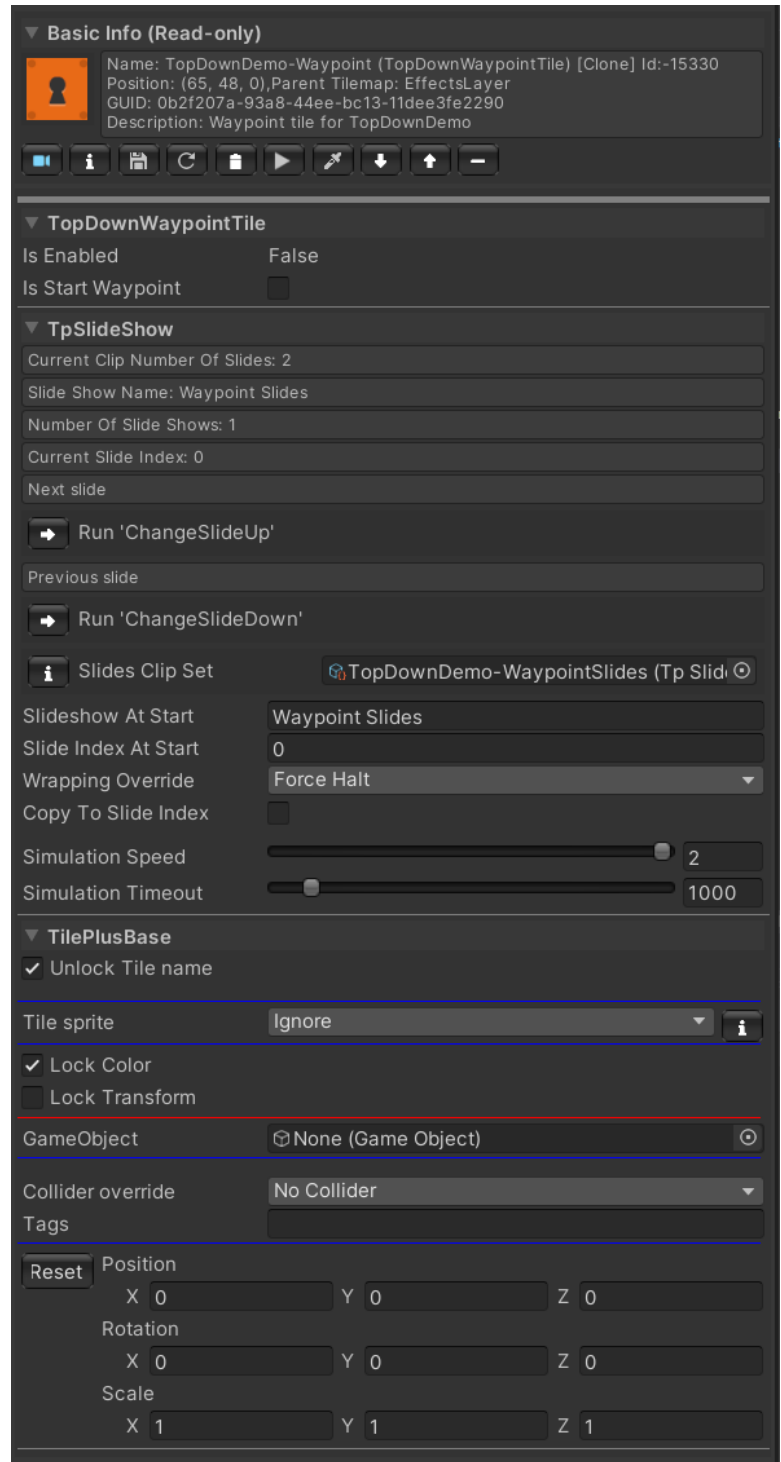 Basic Info (Read-only)
Name: TopDownDemo-Waypoint (TopDownWaypointTile) [Clone] Id:-15330
Position: (65, 48, 0),Parent Tilemap: EffectsLayer
GUID: 0b2f207a-93a8-44ee-bc13-11dee3fe2290
Description: Waypoint tile for TopDownDemo
TopDownWaypointTile
Is Enabled False
Is Start Waypoint
TpSlideShow
Current Clip Number Of Slides: 2
Slide Show Name: Waypoint Slides
Number Of Slide Shows: 1
Current Slide Index: 0
Next slide
Run 'ChangeSlideUp'
Previous slide
Run 'ChangeSlideDown'
Slides Clip Set TopDownDemo-WaypointSlides (Tp Slid
Slideshow At Start Waypoint Slides
Slide Index At Start 0
Wrapping Override Force Halt
Copy To Slide Index
Simulation Speed 2
Simulation Timeout 1000
TilePlusBase
Unlock Tile name
Tile sprite Ignore
Lock Color
Lock Transform
GameObject None (Game Object)
Collider override No Collider
Tags
Reset Position
X 0 Y 0 Z 0
Rotation
X 0 Y 0 Z 0
Scale
X 1 Y 1 Z 1